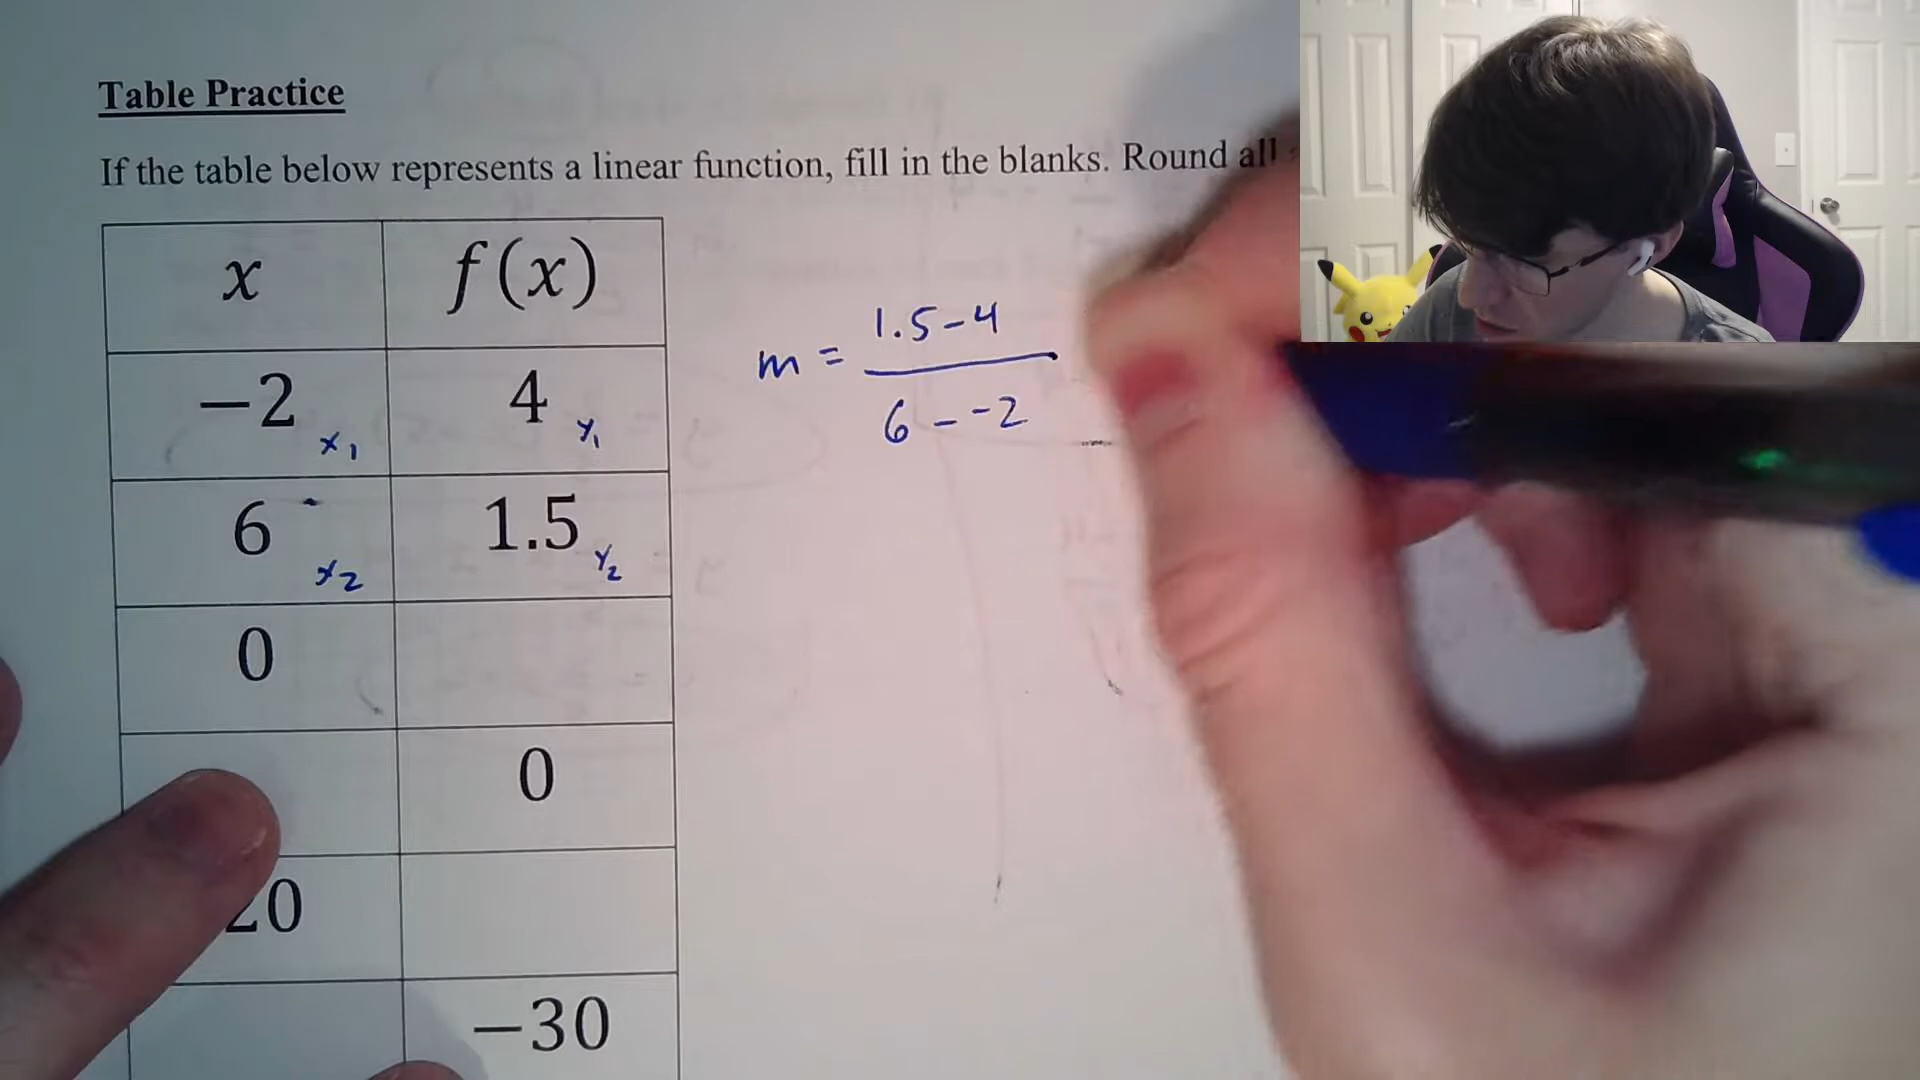 Table Practice
If the table below represents a linear function, fill in the blanks. Round all
x f(x)
−2 x₁ 4 y₁
6 x₂ 1.5 y₂
0
0
20
−30
m = 1.5−4
6 − −2